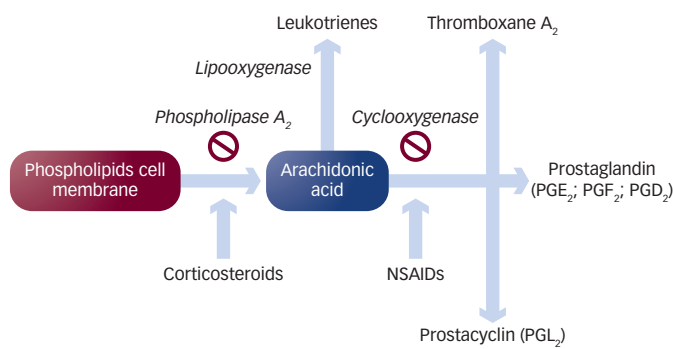 Leukotrienes
Thromboxane A₂
Lipooxygenase
Phospholipase A₂
Cyclooxygenase
Phospholipids cell
membrane
Arachidonic
acid
Prostaglandin
(PGE₂; PGF₂; PGD₂)
Corticosteroids
NSAIDs
Prostacyclin (PGL₂)